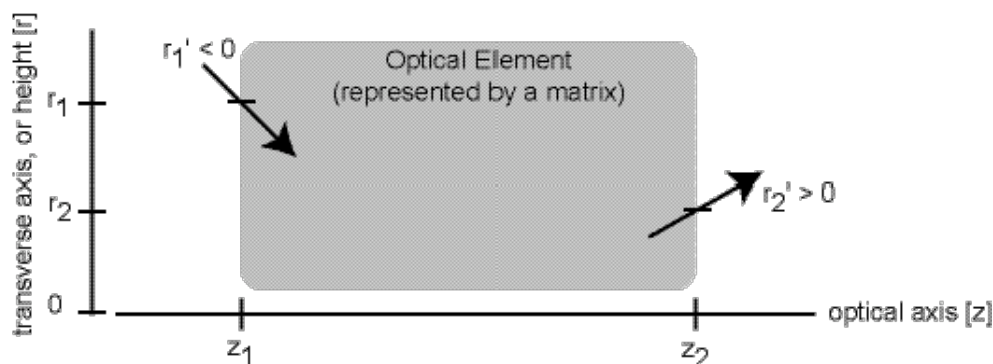 transverse axis, or height [r]
r1' < 0
Optical Element
(represented by a matrix)
r1
r2
r2' > 0
0
optical axis [z]
z1
z2